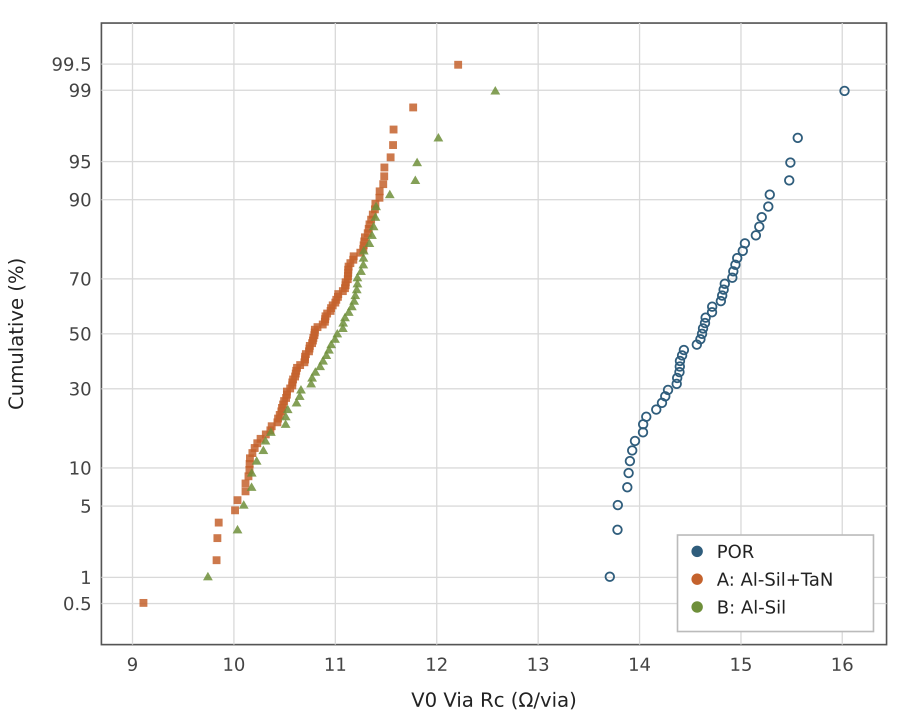 Cumulative (%)
99.5
99
95
90
70
50
30
10
5
1
0.5
POR
A: Al-Sil+TaN
B: Al-Sil
9 10 11 12 13 14 15 16
V0 Via Rc (Ω/via)